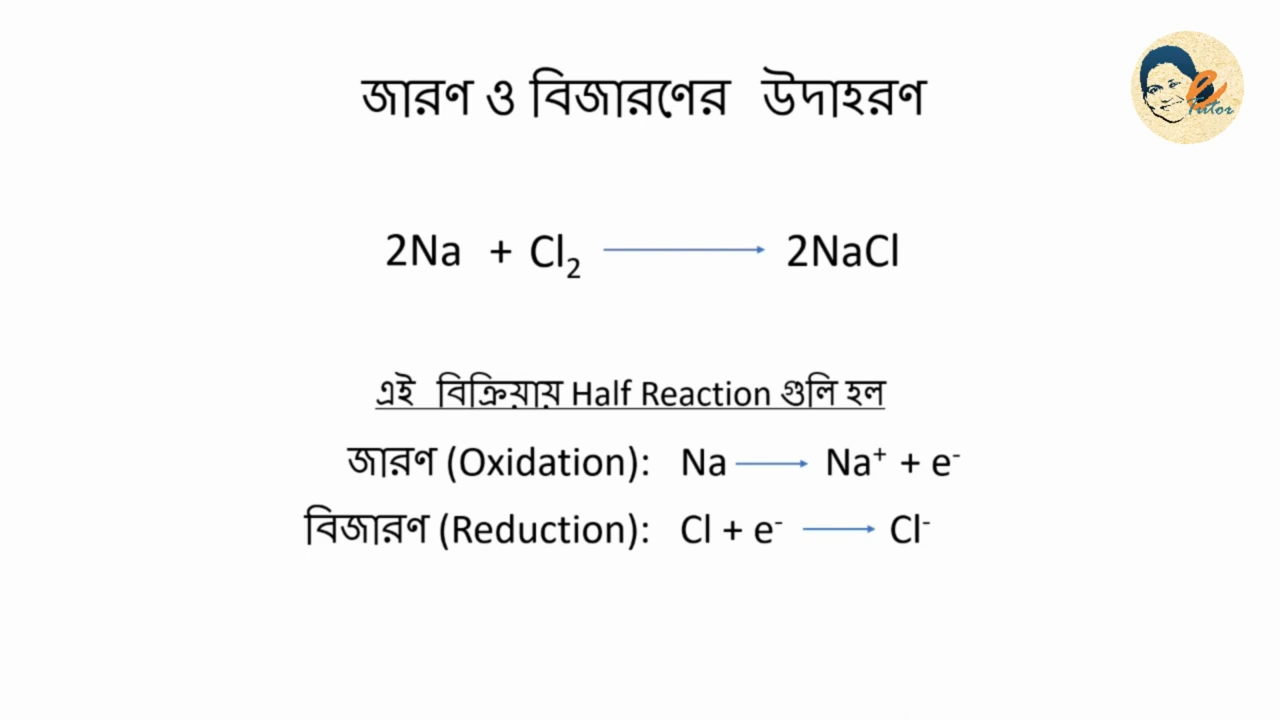 জারণ ও বিজারণের উদাহরণ
e Tutor
2Na + Cl₂ ⟶ 2NaCl
এই বিক্রিয়ায় Half Reaction গুলি হল
জারণ (Oxidation): Na ⟶ Na⁺ + e⁻
বিজারণ (Reduction): Cl + e⁻ ⟶ Cl⁻